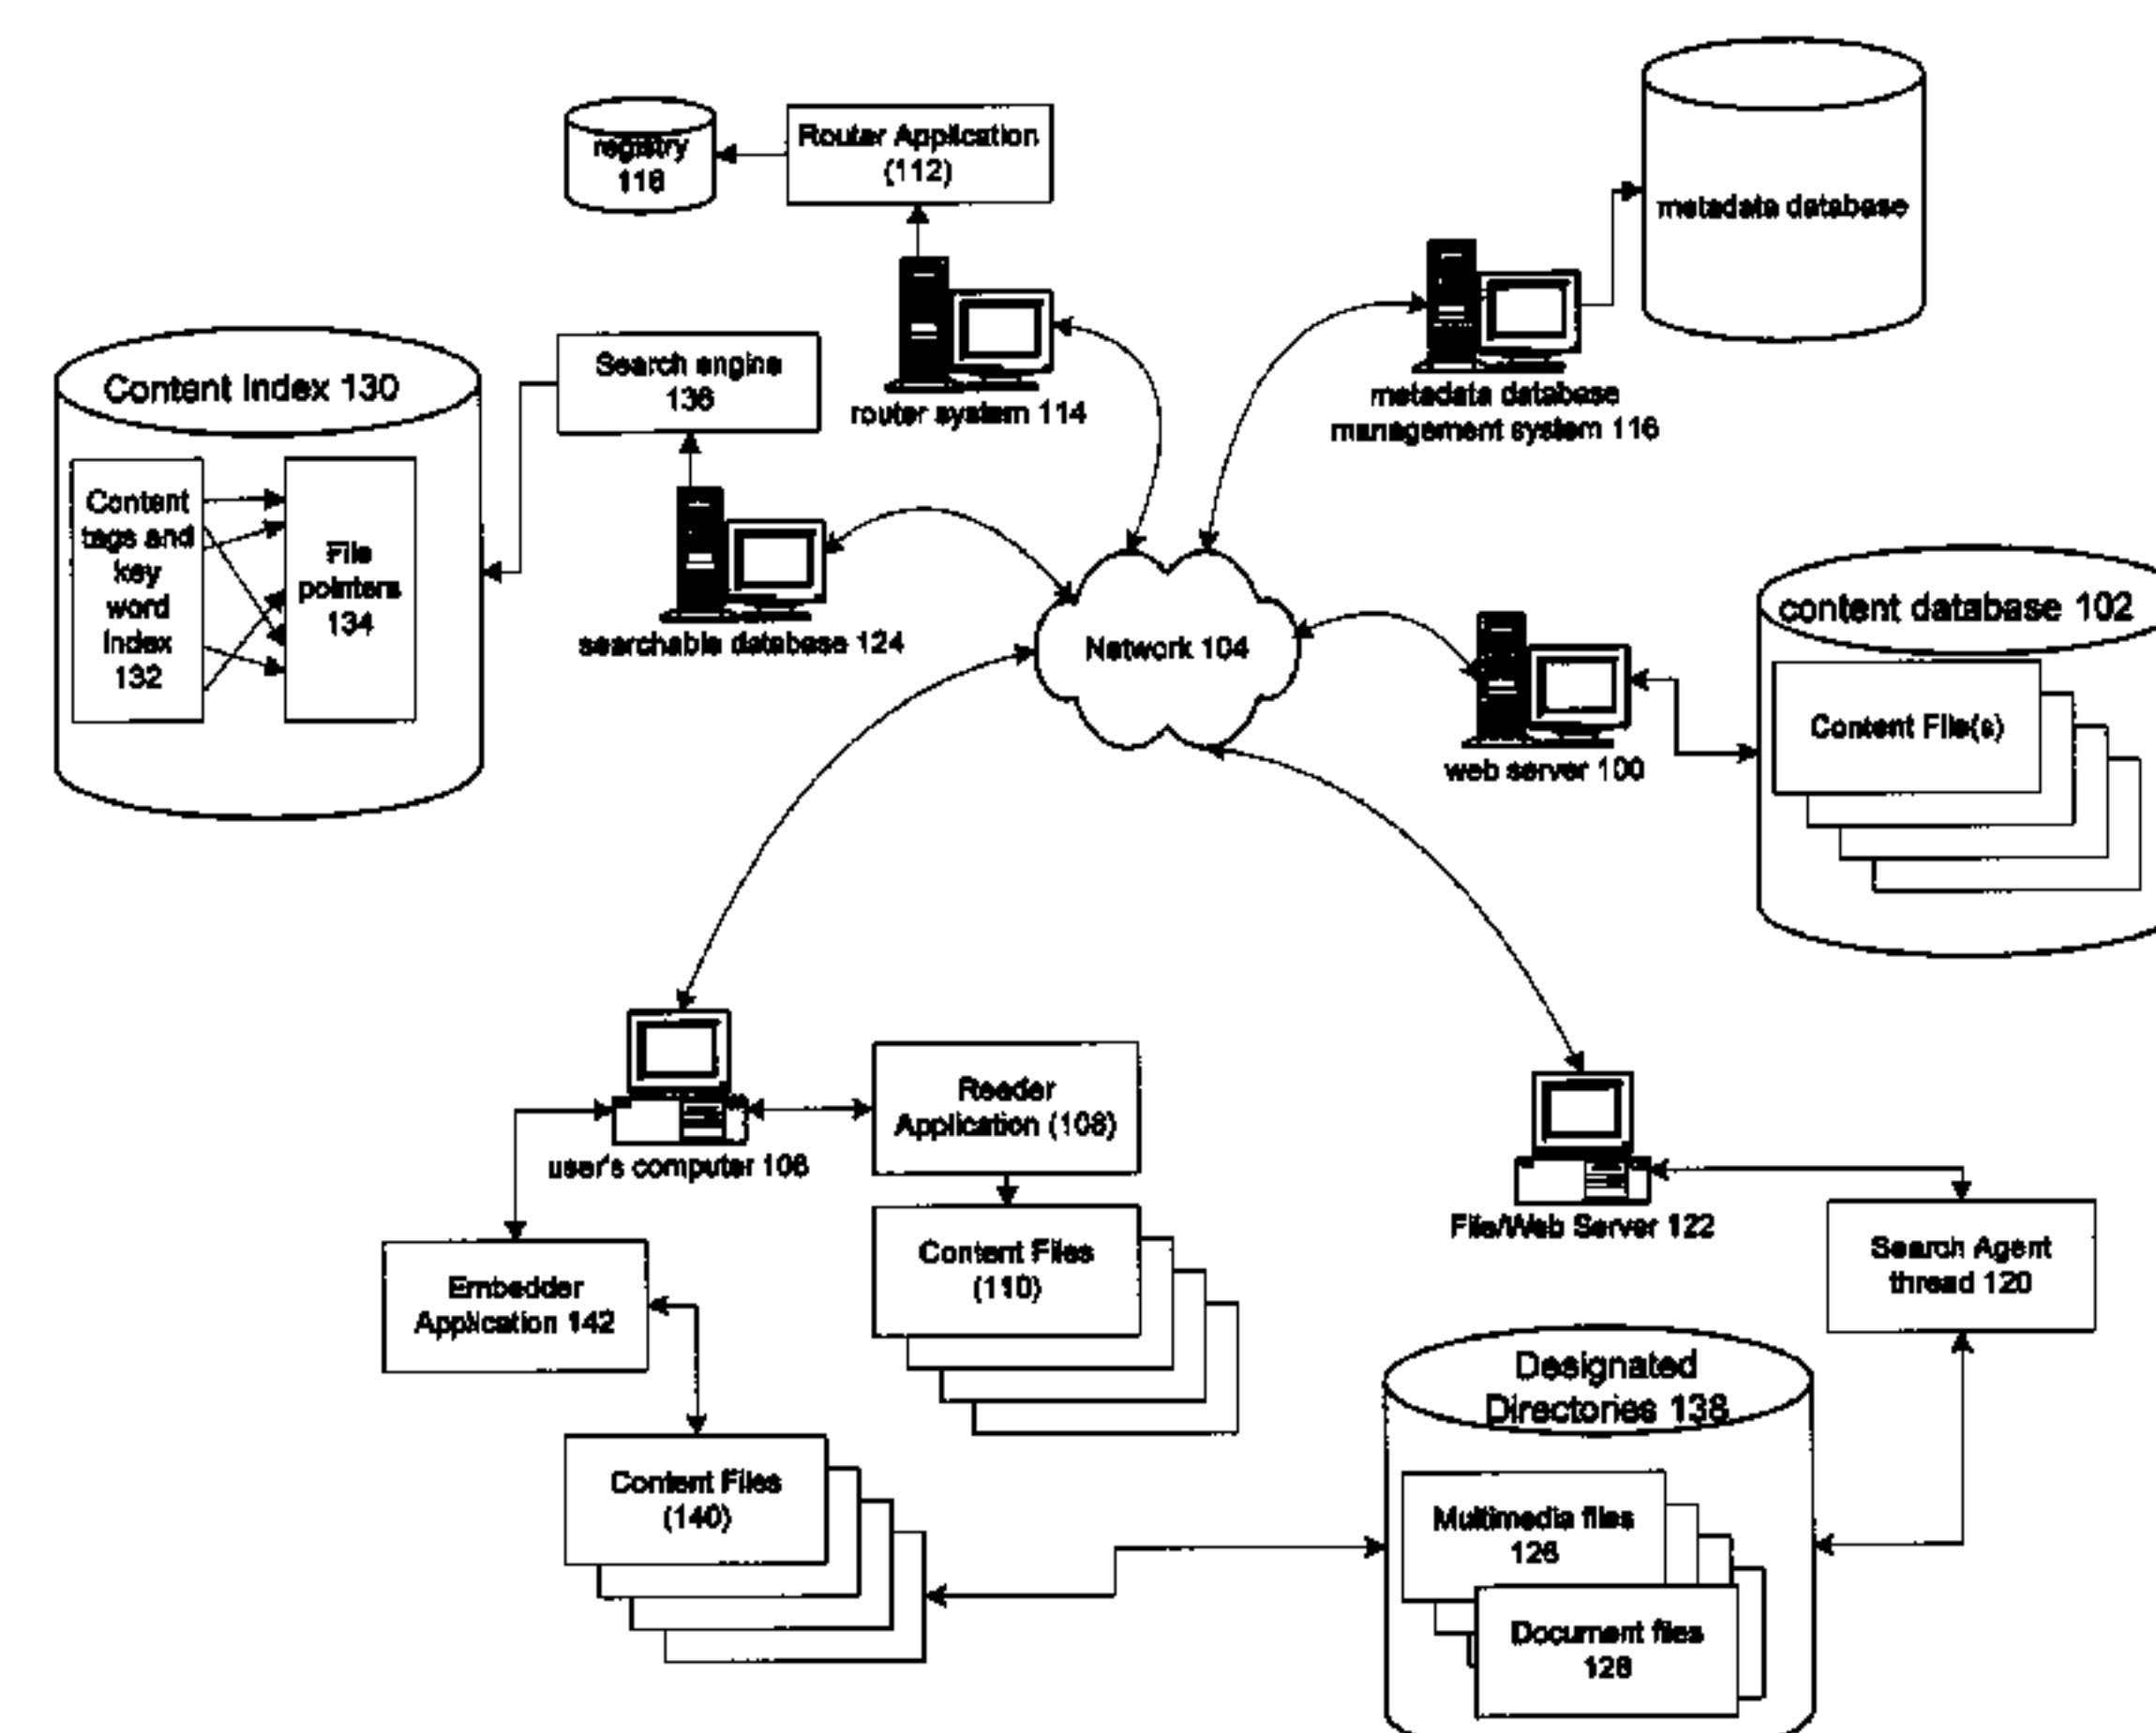 registry
118
Router Application
(112)
metadata database
Content Index 130
Search engine
136
router system 114
metadata database
management system 116
Content
tags and
key
word
Index
132
File
pointers
134
searchable database 124
Network 104
content database 102
Content File(s)
web server 100
Reader
Application (108)
user's computer 106
File/Web Server 122
Content Files
(110)
Search Agent
thread 120
Embedder
Application 142
Designated
Directories 138
Content Files
(140)
Multimedia files
126
Document files
128